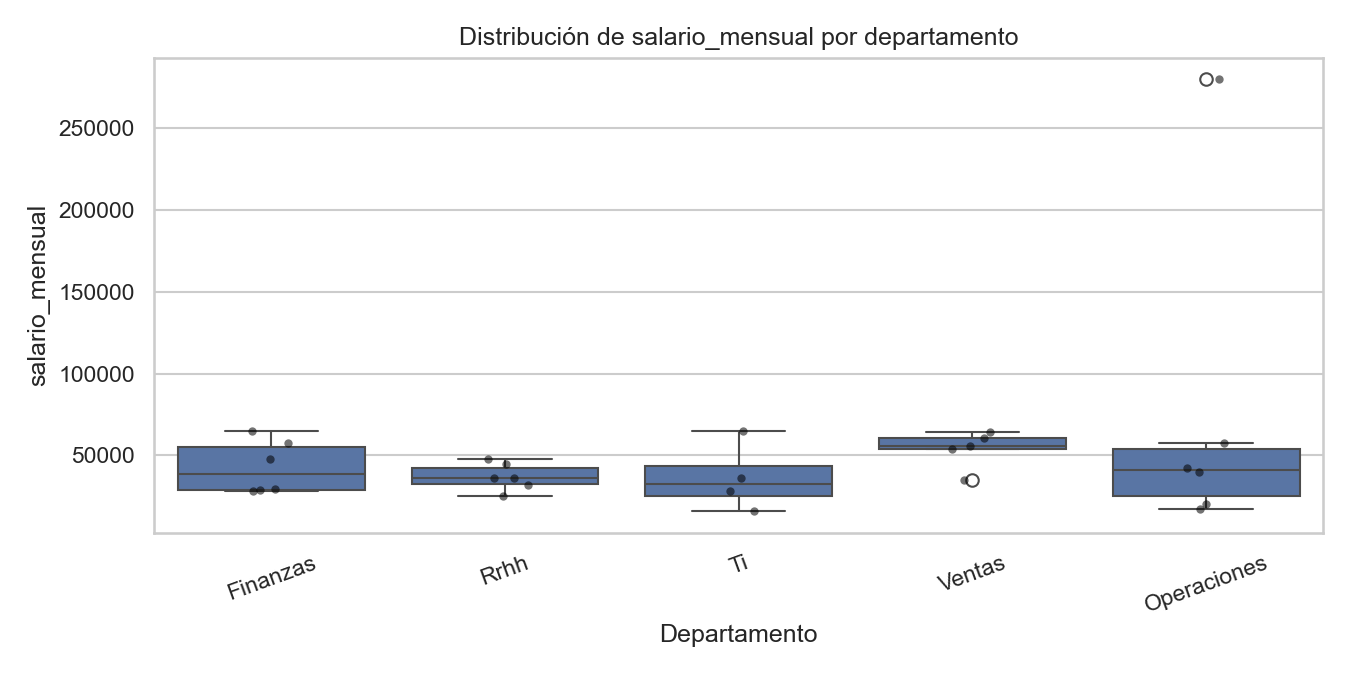 Distribución de salario_mensual por departamento
salario_mensual
250000
200000
150000
100000
50000
Finanzas
Rrhh
Ti
Ventas
Operaciones
Departamento